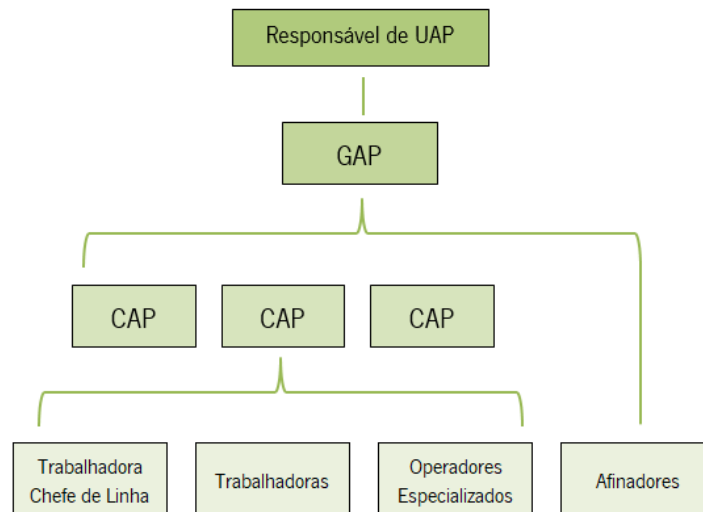 Responsável de UAP
GAP
CAP
CAP
CAP
Trabalhadora
Chefe de Linha
Trabalhadoras
Operadores
Especializados
Afinadores